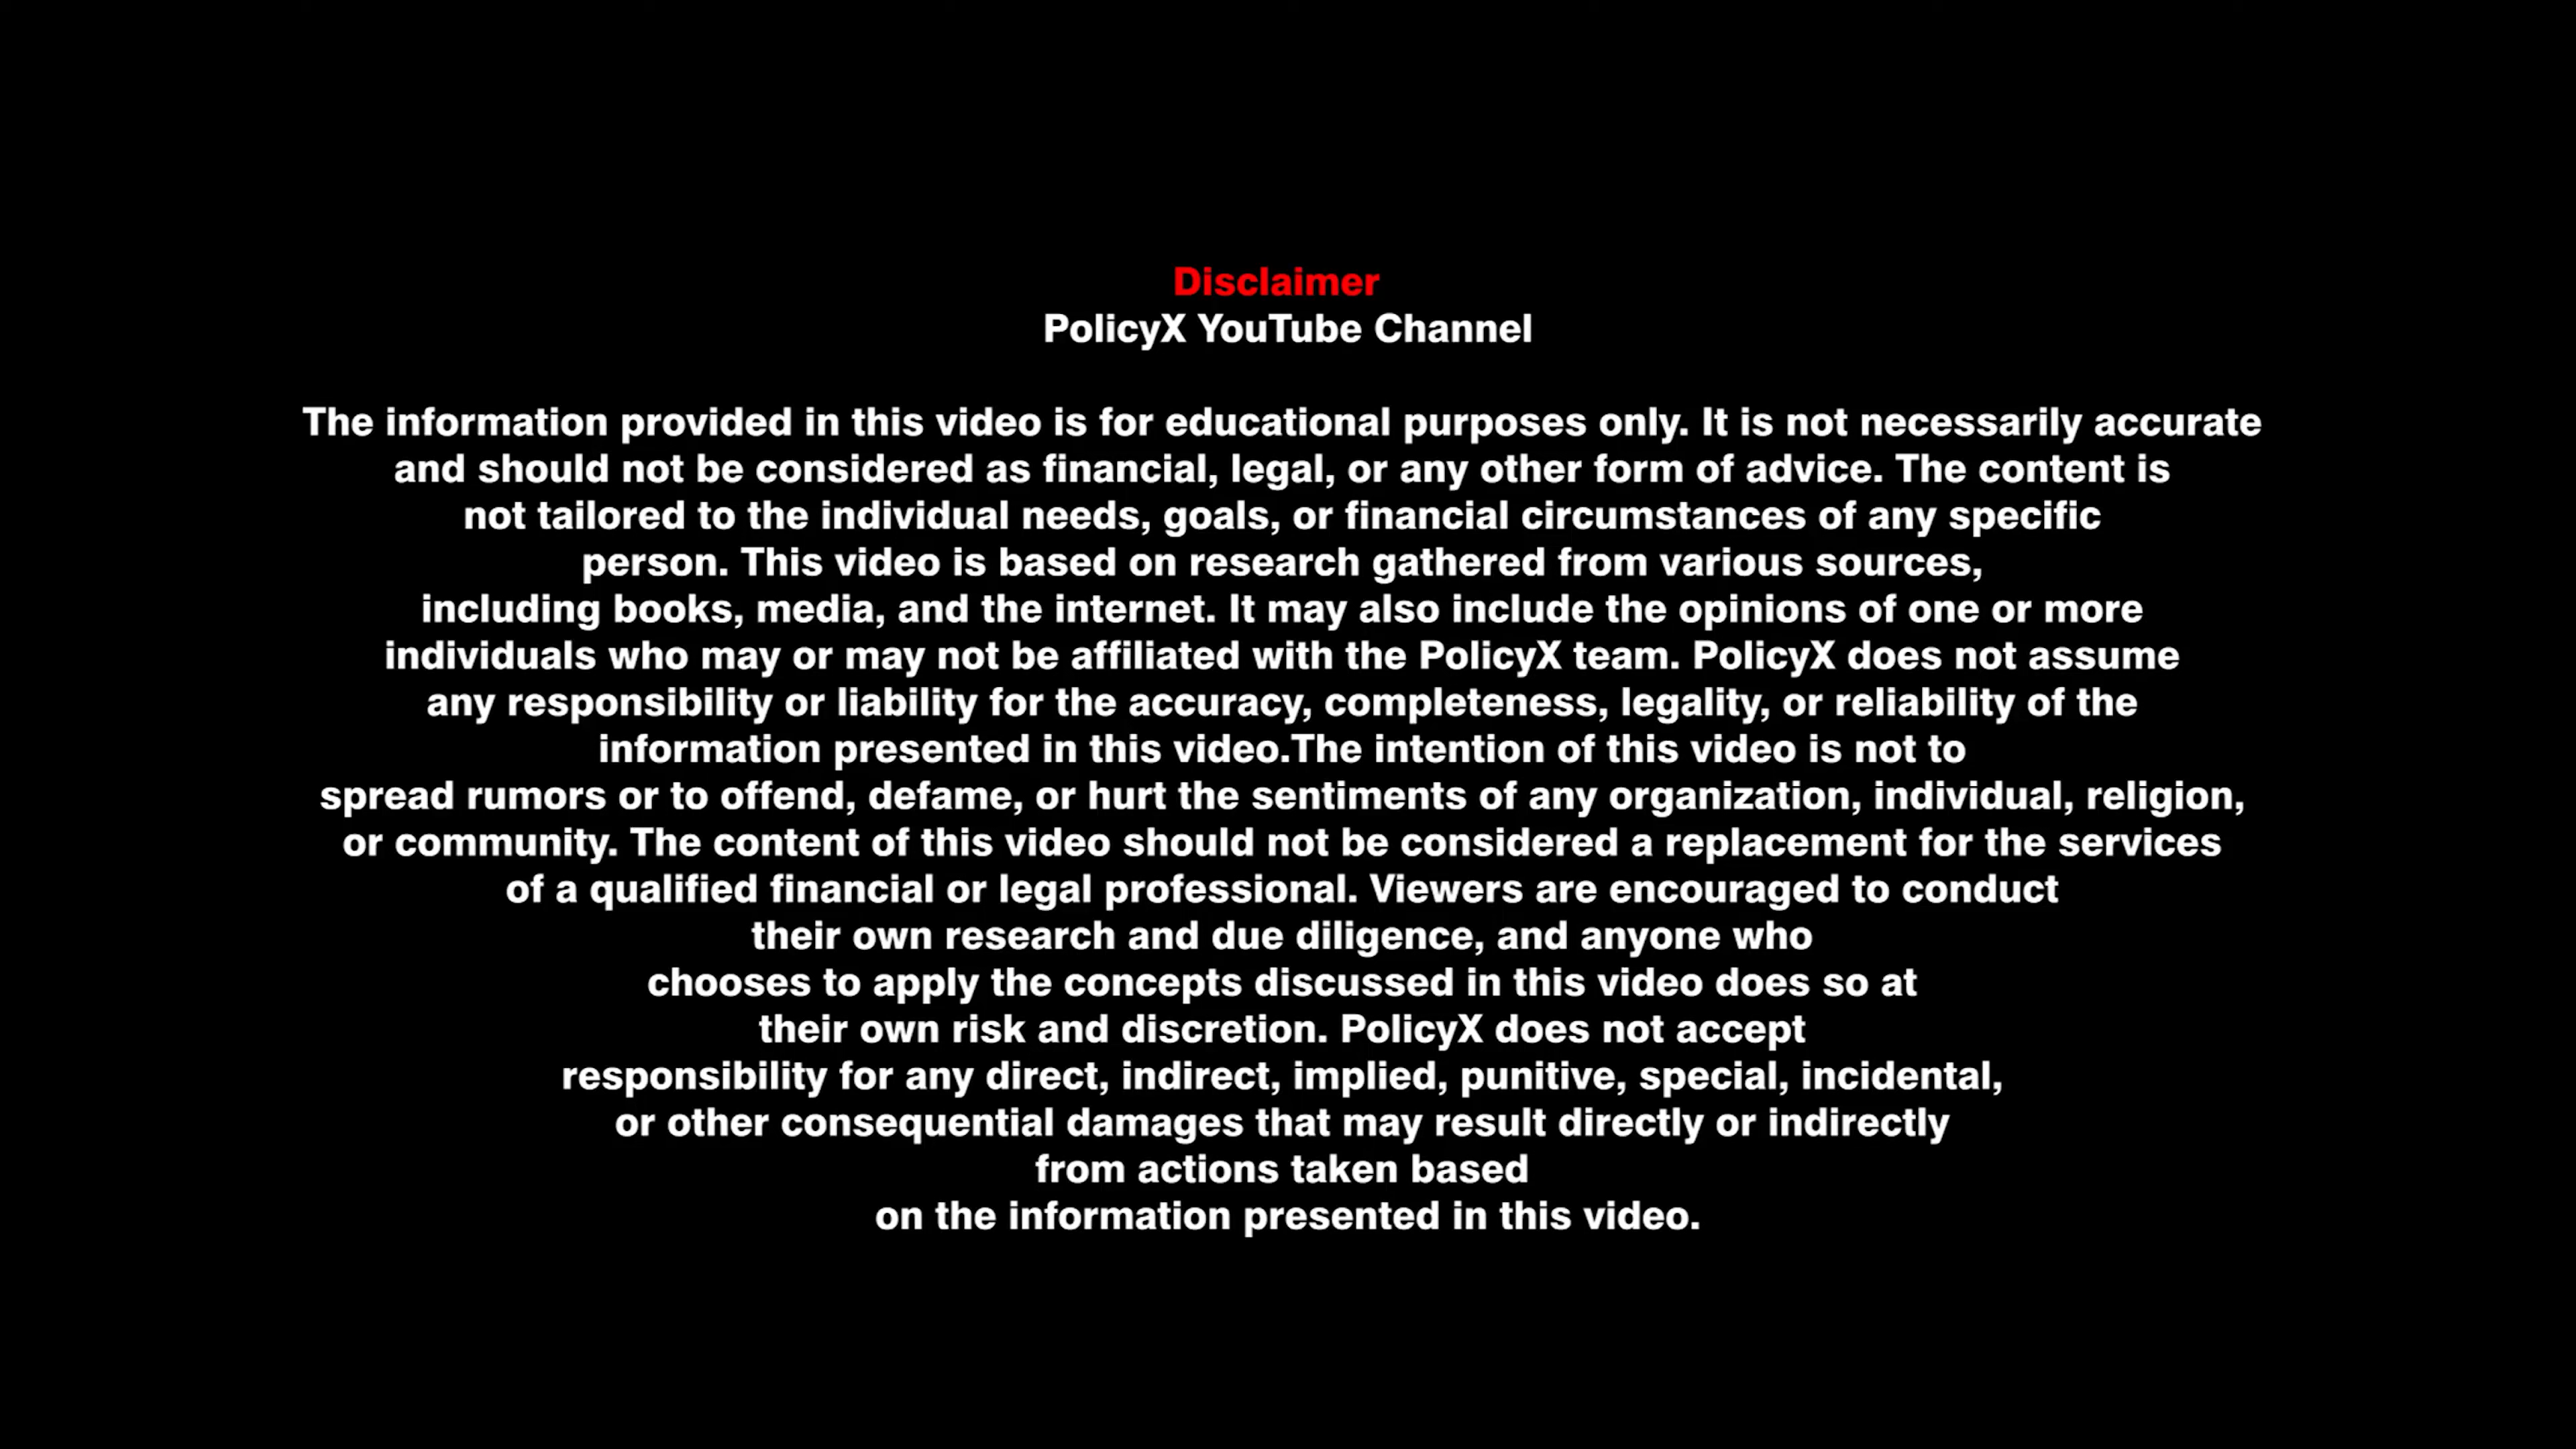 Disclaimer
PolicyX YouTube Channel
The information provided in this video is for educational purposes only. It is not necessarily accurate
and should not be considered as financial, legal, or any other form of advice. The content is
not tailored to the individual needs, goals, or financial circumstances of any specific
person. This video is based on research gathered from various sources,
including books, media, and the internet. It may also include the opinions of one or more
individuals who may or may not be affiliated with the PolicyX team. PolicyX does not assume
any responsibility or liability for the accuracy, completeness, legality, or reliability of the
information presented in this video.The intention of this video is not to
spread rumors or to offend, defame, or hurt the sentiments of any organization, individual, religion,
or community. The content of this video should not be considered a replacement for the services
of a qualified financial or legal professional. Viewers are encouraged to conduct
their own research and due diligence, and anyone who
chooses to apply the concepts discussed in this video does so at
their own risk and discretion. PolicyX does not accept
responsibility for any direct, indirect, implied, punitive, special, incidental,
or other consequential damages that may result directly or indirectly
from actions taken based
on the information presented in this video.